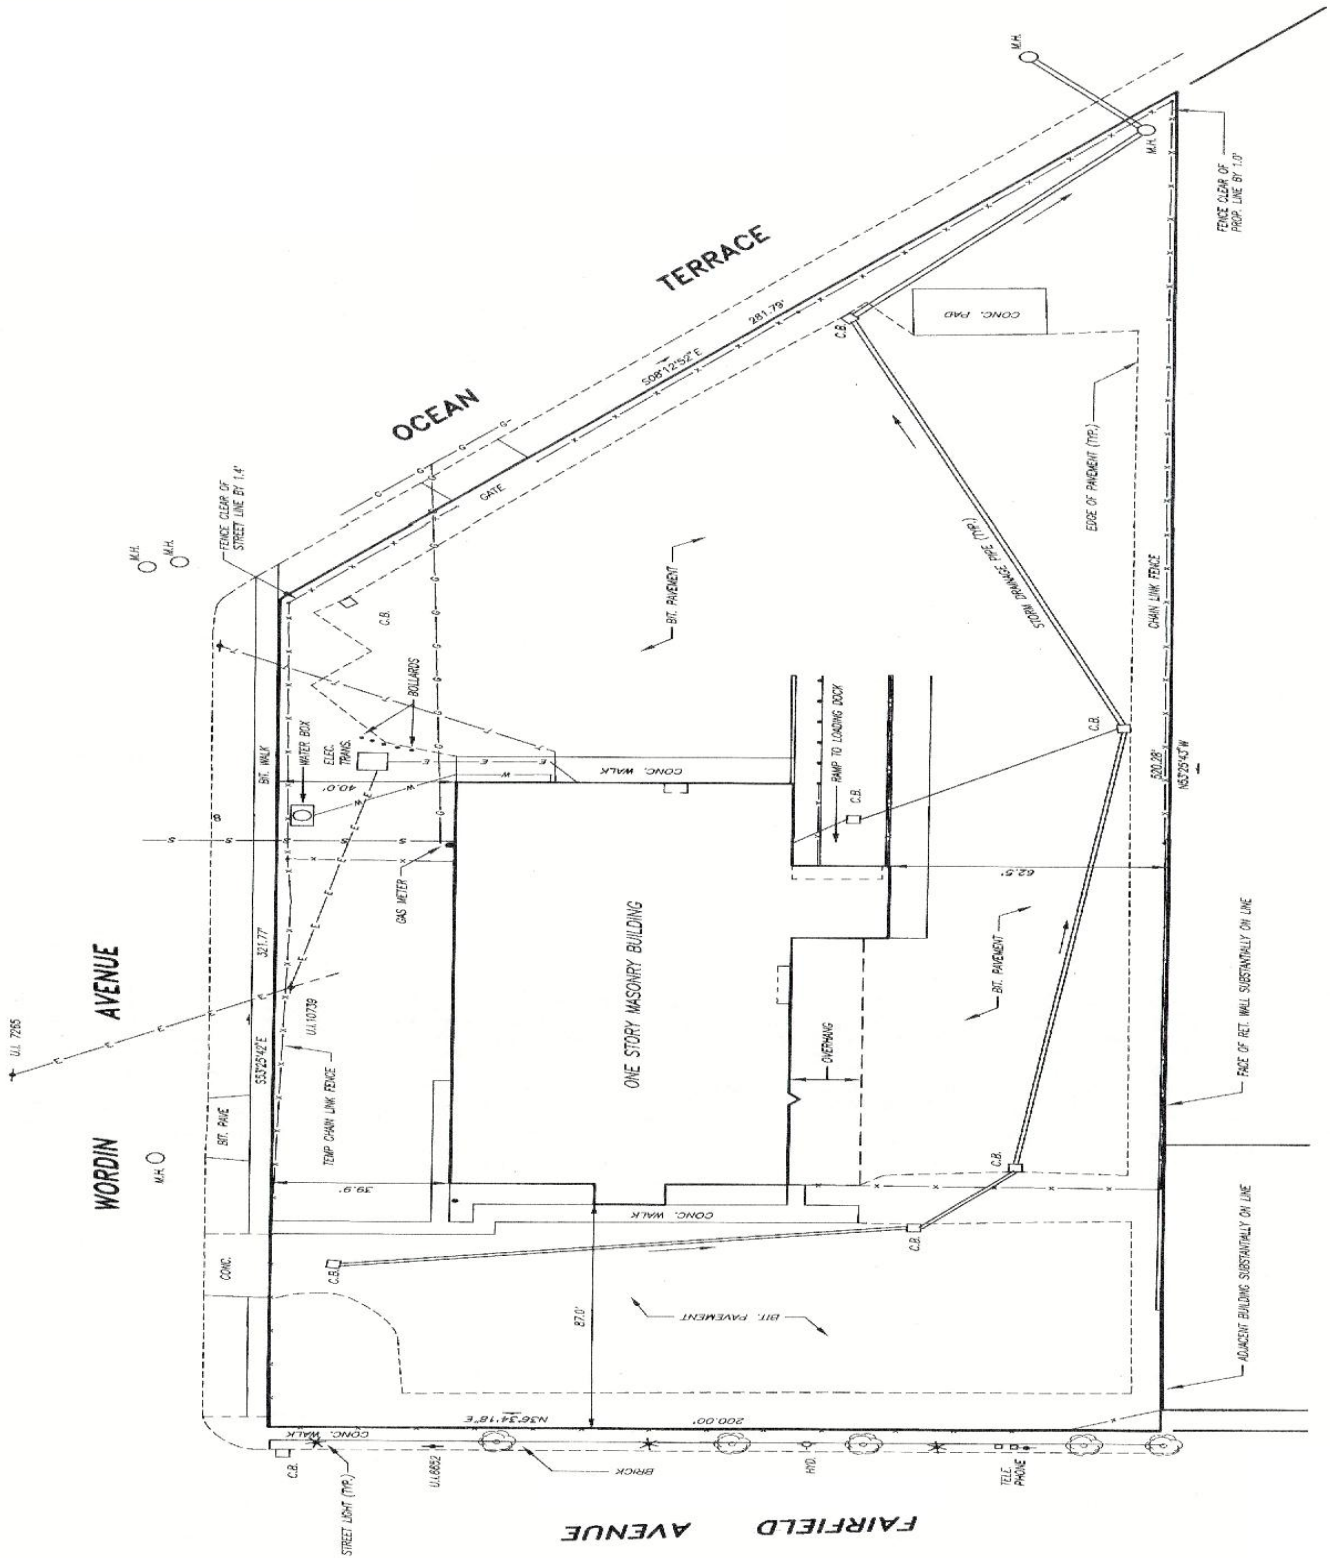 M.H.
M.H.
FENCE CLEAR OF
PROP. LINE BY 1.0'
OCEAN TERRACE
281.79'
S08°12'52" E
CONC. PAD
C.B.
EDGE OF PAVEMENT (TYP.)
FENCE CLEAR OF
STREET LINE BY 1.4'
M.H.
M.H.
GATE
C.B.
BIT. PAVEMENT
STORM DRAINAGE PIPE (TYP.)
CHAIN LINK FENCE
BOLLARDS
BIT. WALK
WATER BOX
ELEC.
TRANS.
40.0'
CONC. WALK
RAMP TO LOADING DOCK
C.B.
C.B.
520.28'
N53°25'43" W
GAS METER
62.5'
WORDIN AVENUE
U.I. 7265
321.77'
S53°25'42" E
U.I.10739
TEMP CHAIN LINK FENCE
BIT. PAVE
M.H.
ONE STORY MASONRY BUILDING
OVERHANG
BIT. PAVEMENT
FACE OF RET. WALL SUBSTANTIALLY ON LINE
39.9'
CONC. WALK
C.B.
C.B.
CONC.
C.B.
87.0'
BIT. PAVEMENT
ADJACENT BUILDING SUBSTANTIALLY ON LINE
N36°34'18" E
200.00'
CONC. WALK
C.B.
STREET LIGHT (TYP.)
U.I.6652
BRICK
HYD.
TELE
PHONE
FAIRFIELD AVENUE